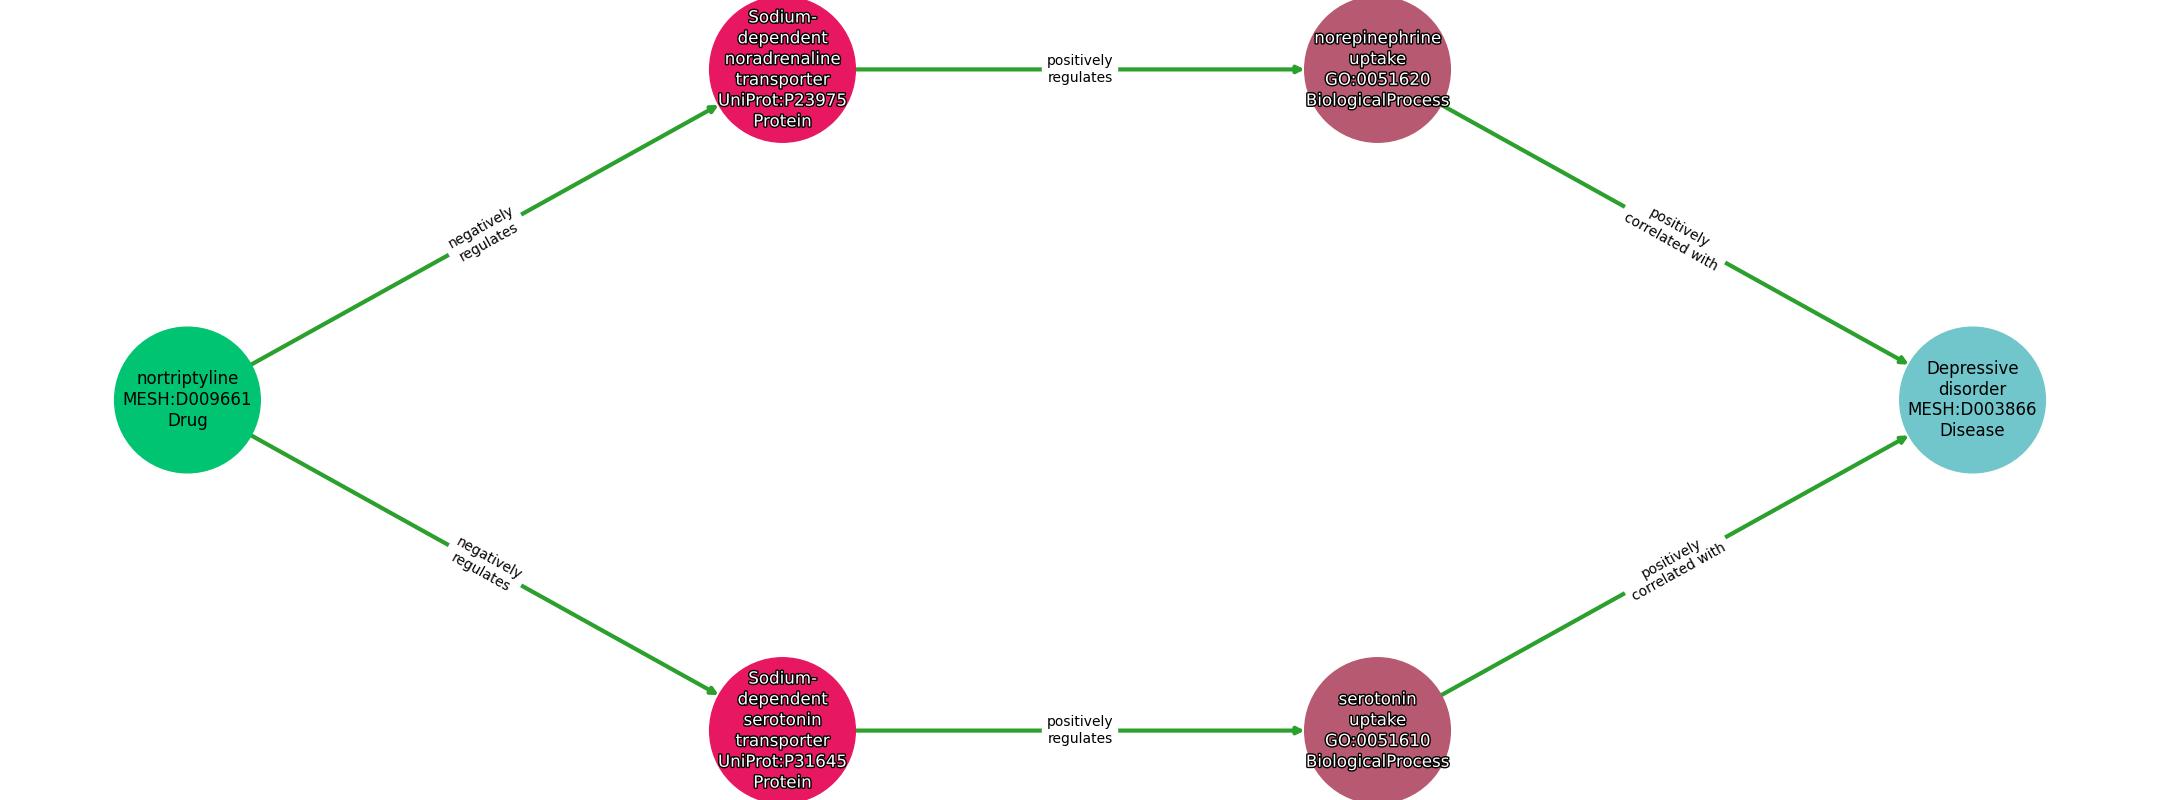 Sodium-
dependent
noradrenaline
transporter
UniProt:P23975
Protein
positively
regulates
norepinephrine
uptake
GO:0051620
BiologicalProcess
negatively
regulates
positively
correlated with
nortriptyline
MESH:D009661
Drug
Depressive
disorder
MESH:D003866
Disease
negatively
regulates
positively
correlated with
Sodium-
dependent
serotonin
transporter
UniProt:P31645
Protein
positively
regulates
serotonin
uptake
GO:0051610
BiologicalProcess